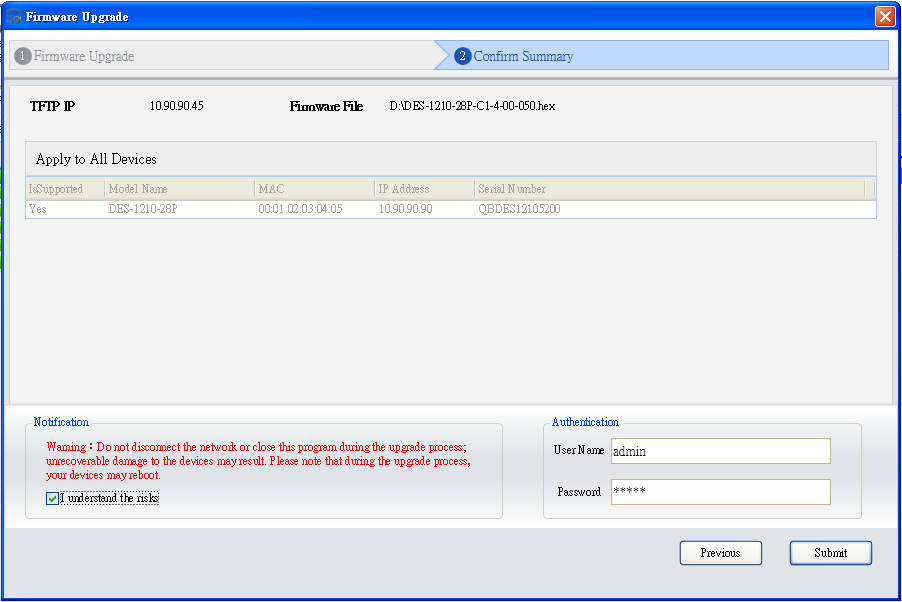 Firmware Upgrade
1 Firmware Upgrade
2 Confirm Summary
TFTP IP 10.90.90.45 Firmware File D:\DES-1210-28P-C1-4-00-050.hex
Apply to All Devices
IsSupported Model Name MAC IP Address Serial Number
Yes DES-1210-28P 00:01:02:03:04:05 10.90.90.90 QBDES12105200
Notification
Warning : Do not disconnect the network or close this program during the upgrade process;
unrecoverable damage to the devices may result. Please note that during the upgrade process,
your devices may reboot.
I understand the risks
Authentication
User Name admin
Password *****
Previous Submit